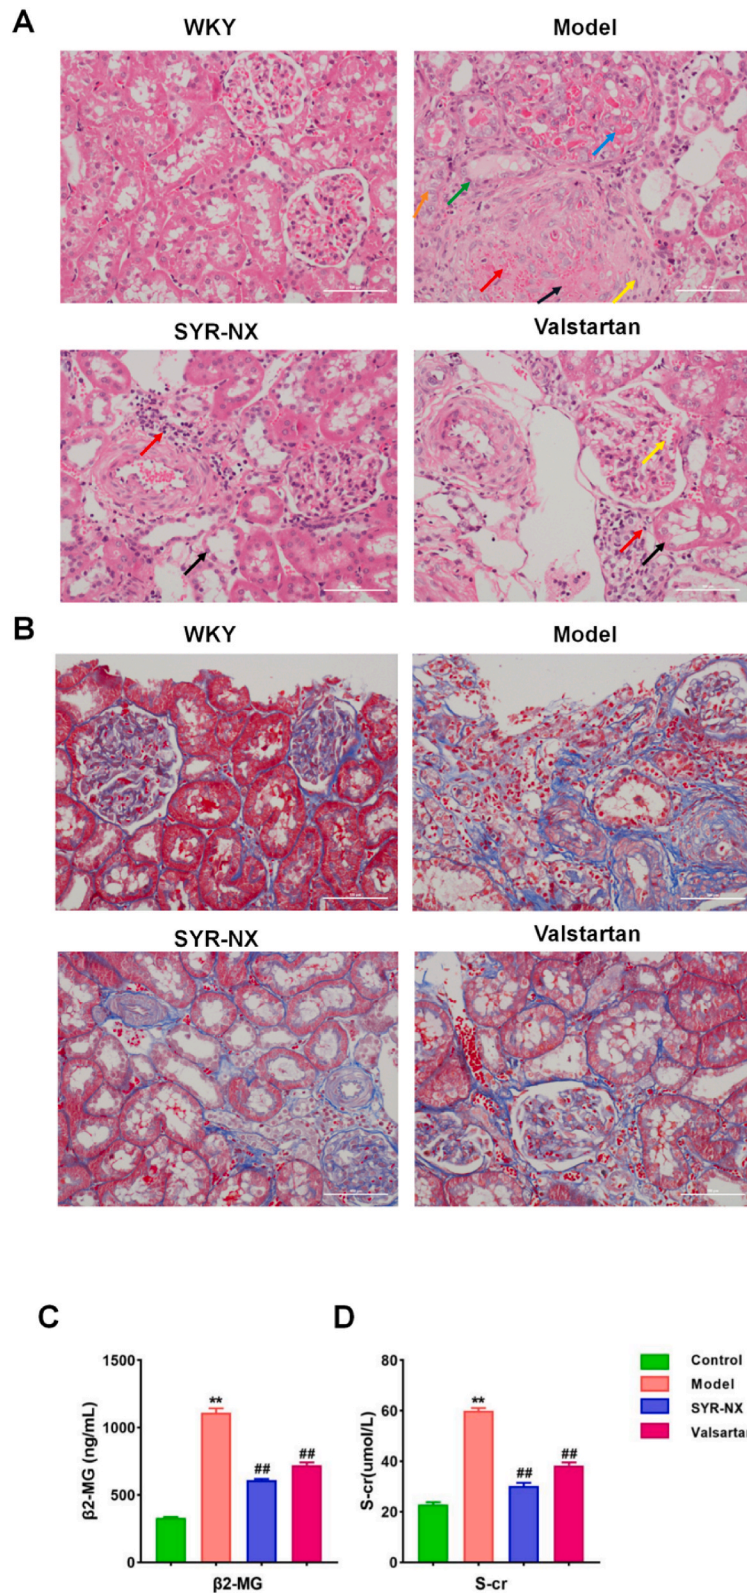 A
WKY
Model
SYR-NX
Valstartan
B
WKY
Model
SYR-NX
Valstartan
C
D
1500
1000
500
0
β2-MG (ng/mL)
**
##
##
β2-MG
80
60
40
20
0
S-cr(umol/L)
**
##
##
S-cr
Control
Model
SYR-NX
Valsartan